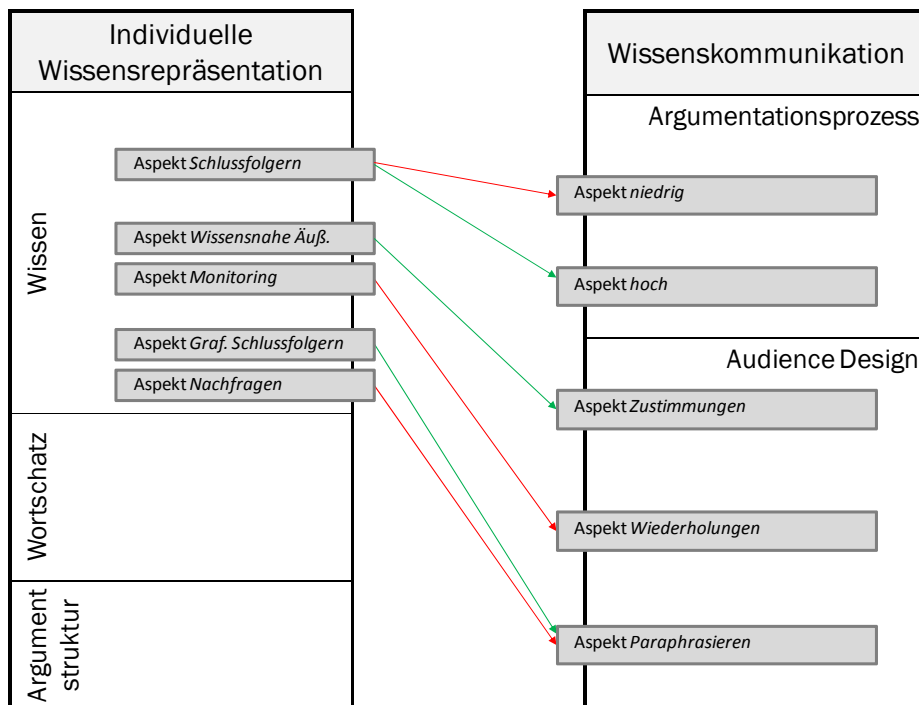 Individuelle
Wissensrepräsentation
Wissen
Aspekt Schlussfolgern
Aspekt Wissensnahe Äuß.
Aspekt Monitoring
Aspekt Graf. Schlussfolgern
Aspekt Nachfragen
Wortschatz
Argument
struktur
Wissenskommunikation
Argumentationsprozess
Aspekt niedrig
Aspekt hoch
Audience Design
Aspekt Zustimmungen
Aspekt Wiederholungen
Aspekt Paraphrasieren